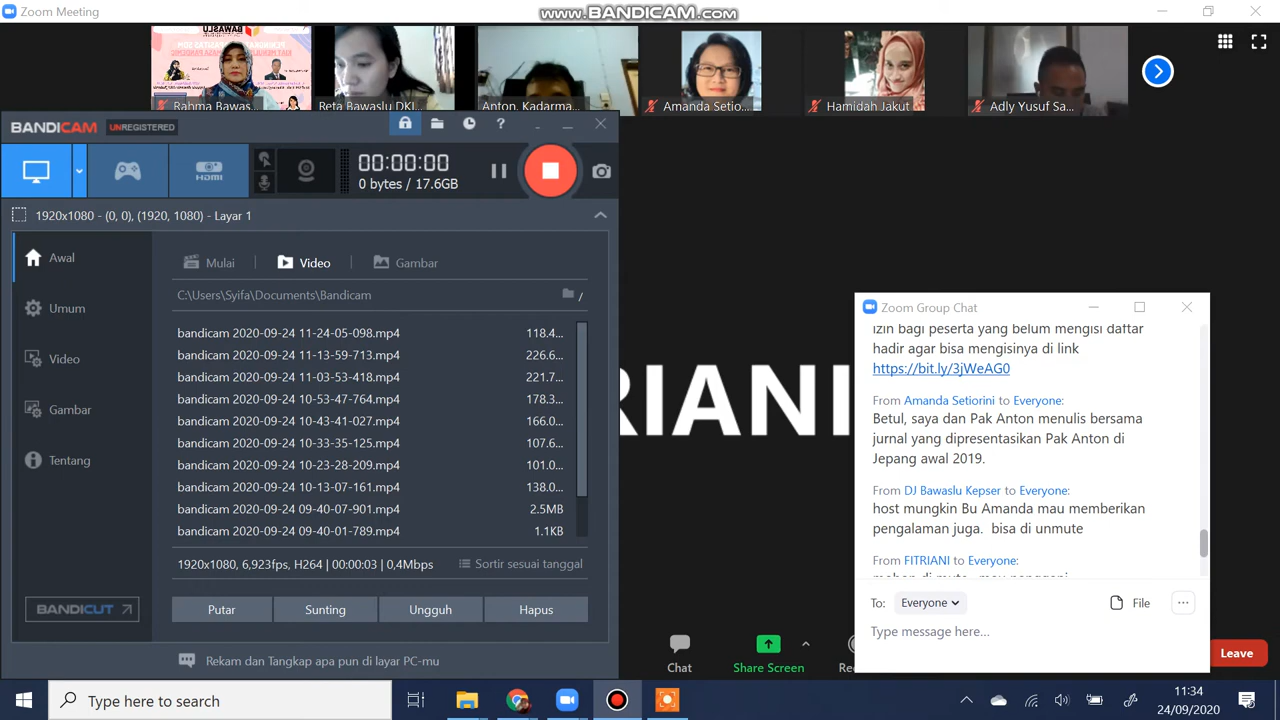 Zoom Meeting
www.BANDICAM.com
BAWASLU
Rahma Bawas...
Reta Bawaslu DKI...
Anton. Kadarma...
Amanda Setio...
Hamidah Jakut
Adly Yusuf Sa...
BANDICAM UNREGISTERED
?
HDMI
00:00:00
0 bytes / 17.6GB
1920x1080 - (0, 0), (1920, 1080) - Layar 1
Awal
Umum
Video
Gambar
Tentang
BANDICUT
Mulai
Video
Gambar
C:\Users\Syifa\Documents\Bandicam
/
bandicam 2020-09-24 11-24-05-098.mp4 118.4...
bandicam 2020-09-24 11-13-59-713.mp4 226.6...
bandicam 2020-09-24 11-03-53-418.mp4 221.7...
bandicam 2020-09-24 10-53-47-764.mp4 178.3...
bandicam 2020-09-24 10-43-41-027.mp4 166.0...
bandicam 2020-09-24 10-33-35-125.mp4 107.6...
bandicam 2020-09-24 10-23-28-209.mp4 101.0...
bandicam 2020-09-24 10-13-07-161.mp4 138.0...
bandicam 2020-09-24 09-40-07-901.mp4 2.5MB
bandicam 2020-09-24 09-40-01-789.mp4 1.1KB
1920x1080, 6,923fps, H264 | 00:00:03 | 0,4Mbps
Sortir sesuai tanggal
Putar
Sunting
Ungguh
Hapus
Rekam dan Tangkap apa pun di layar PC-mu
RIANI
Zoom Group Chat
izin bagi peserta yang belum mengisi daftar
hadir agar bisa mengisinya di link
https://bit.ly/3jWeAG0
From Amanda Setiorini to Everyone:
Betul, saya dan Pak Anton menulis bersama
jurnal yang dipresentasikan Pak Anton di
Jepang awal 2019.
From DJ Bawaslu Kepser to Everyone:
host mungkin Bu Amanda mau memberikan
pengalaman juga. bisa di unmute
From FITRIANI to Everyone:
To: Everyone
File
Type message here...
Chat
Share Screen
Re
Leave
Type here to search
11:34
24/09/2020